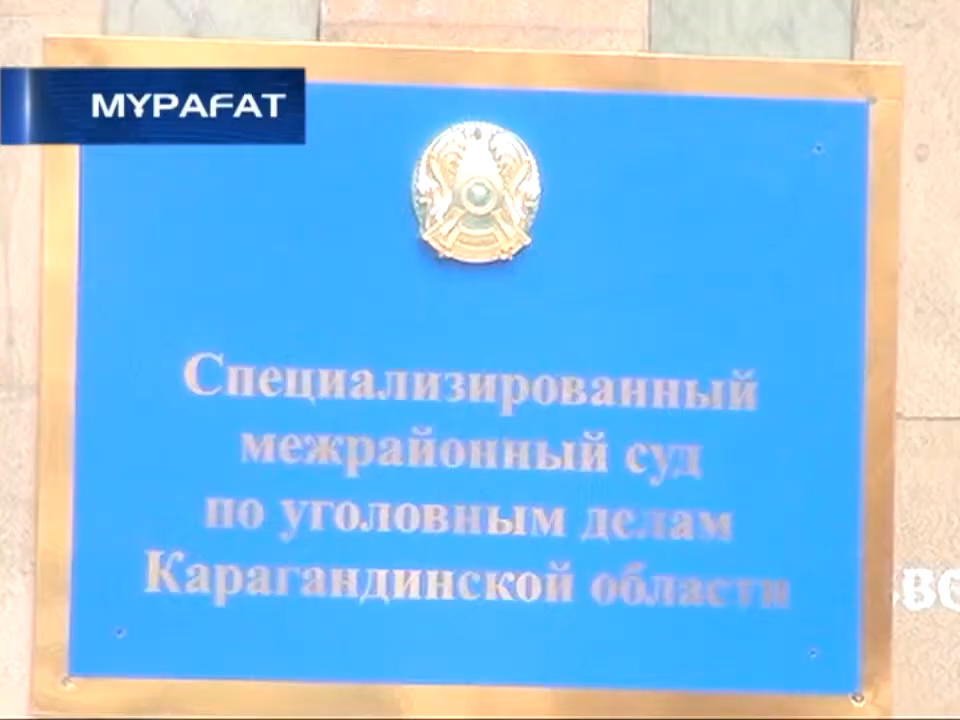 МҰРАҒАТ
Специализированный
межрайонный суд
по уголовным делам
Карагандинской области